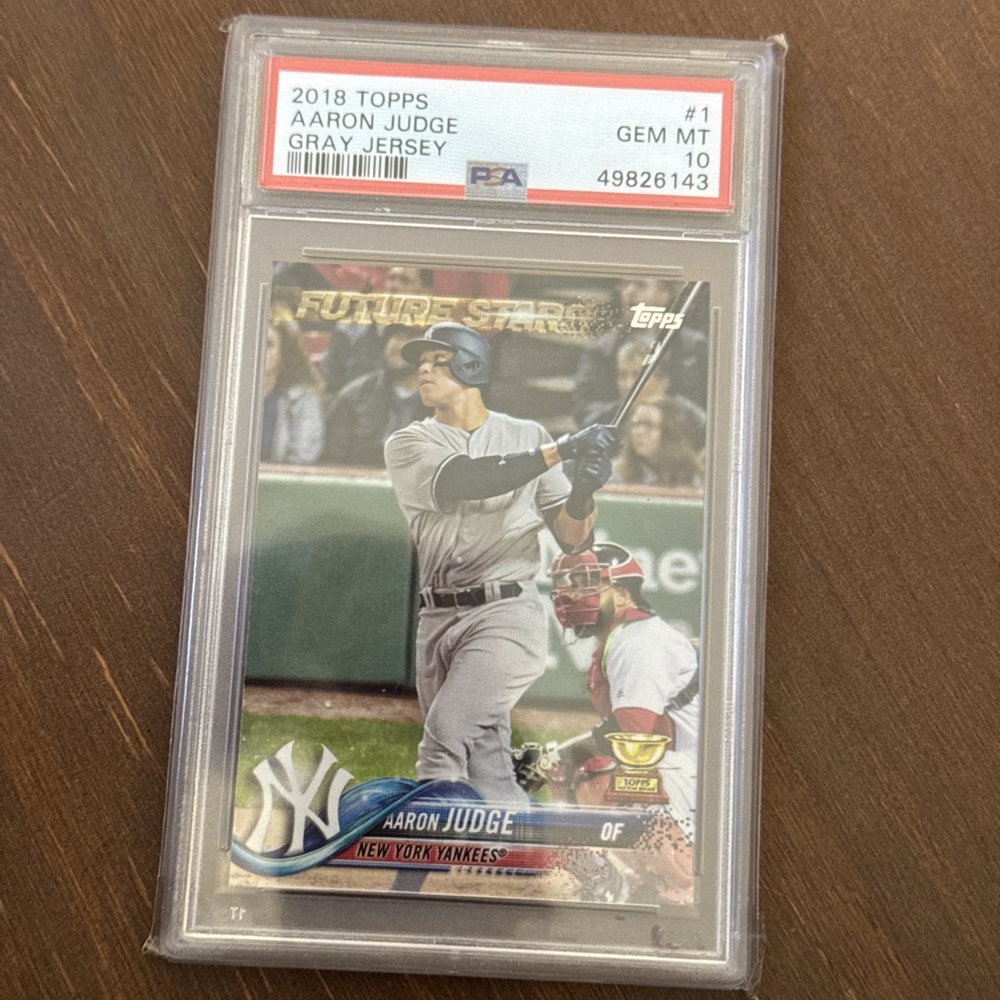 2018 TOPPS
AARON JUDGE
GRAY JERSEY
#1
GEM MT
10
49826143
PSA
FUTURE STARS
topps
TOPPS
AARON JUDGE
OF
NEW YORK YANKEES®